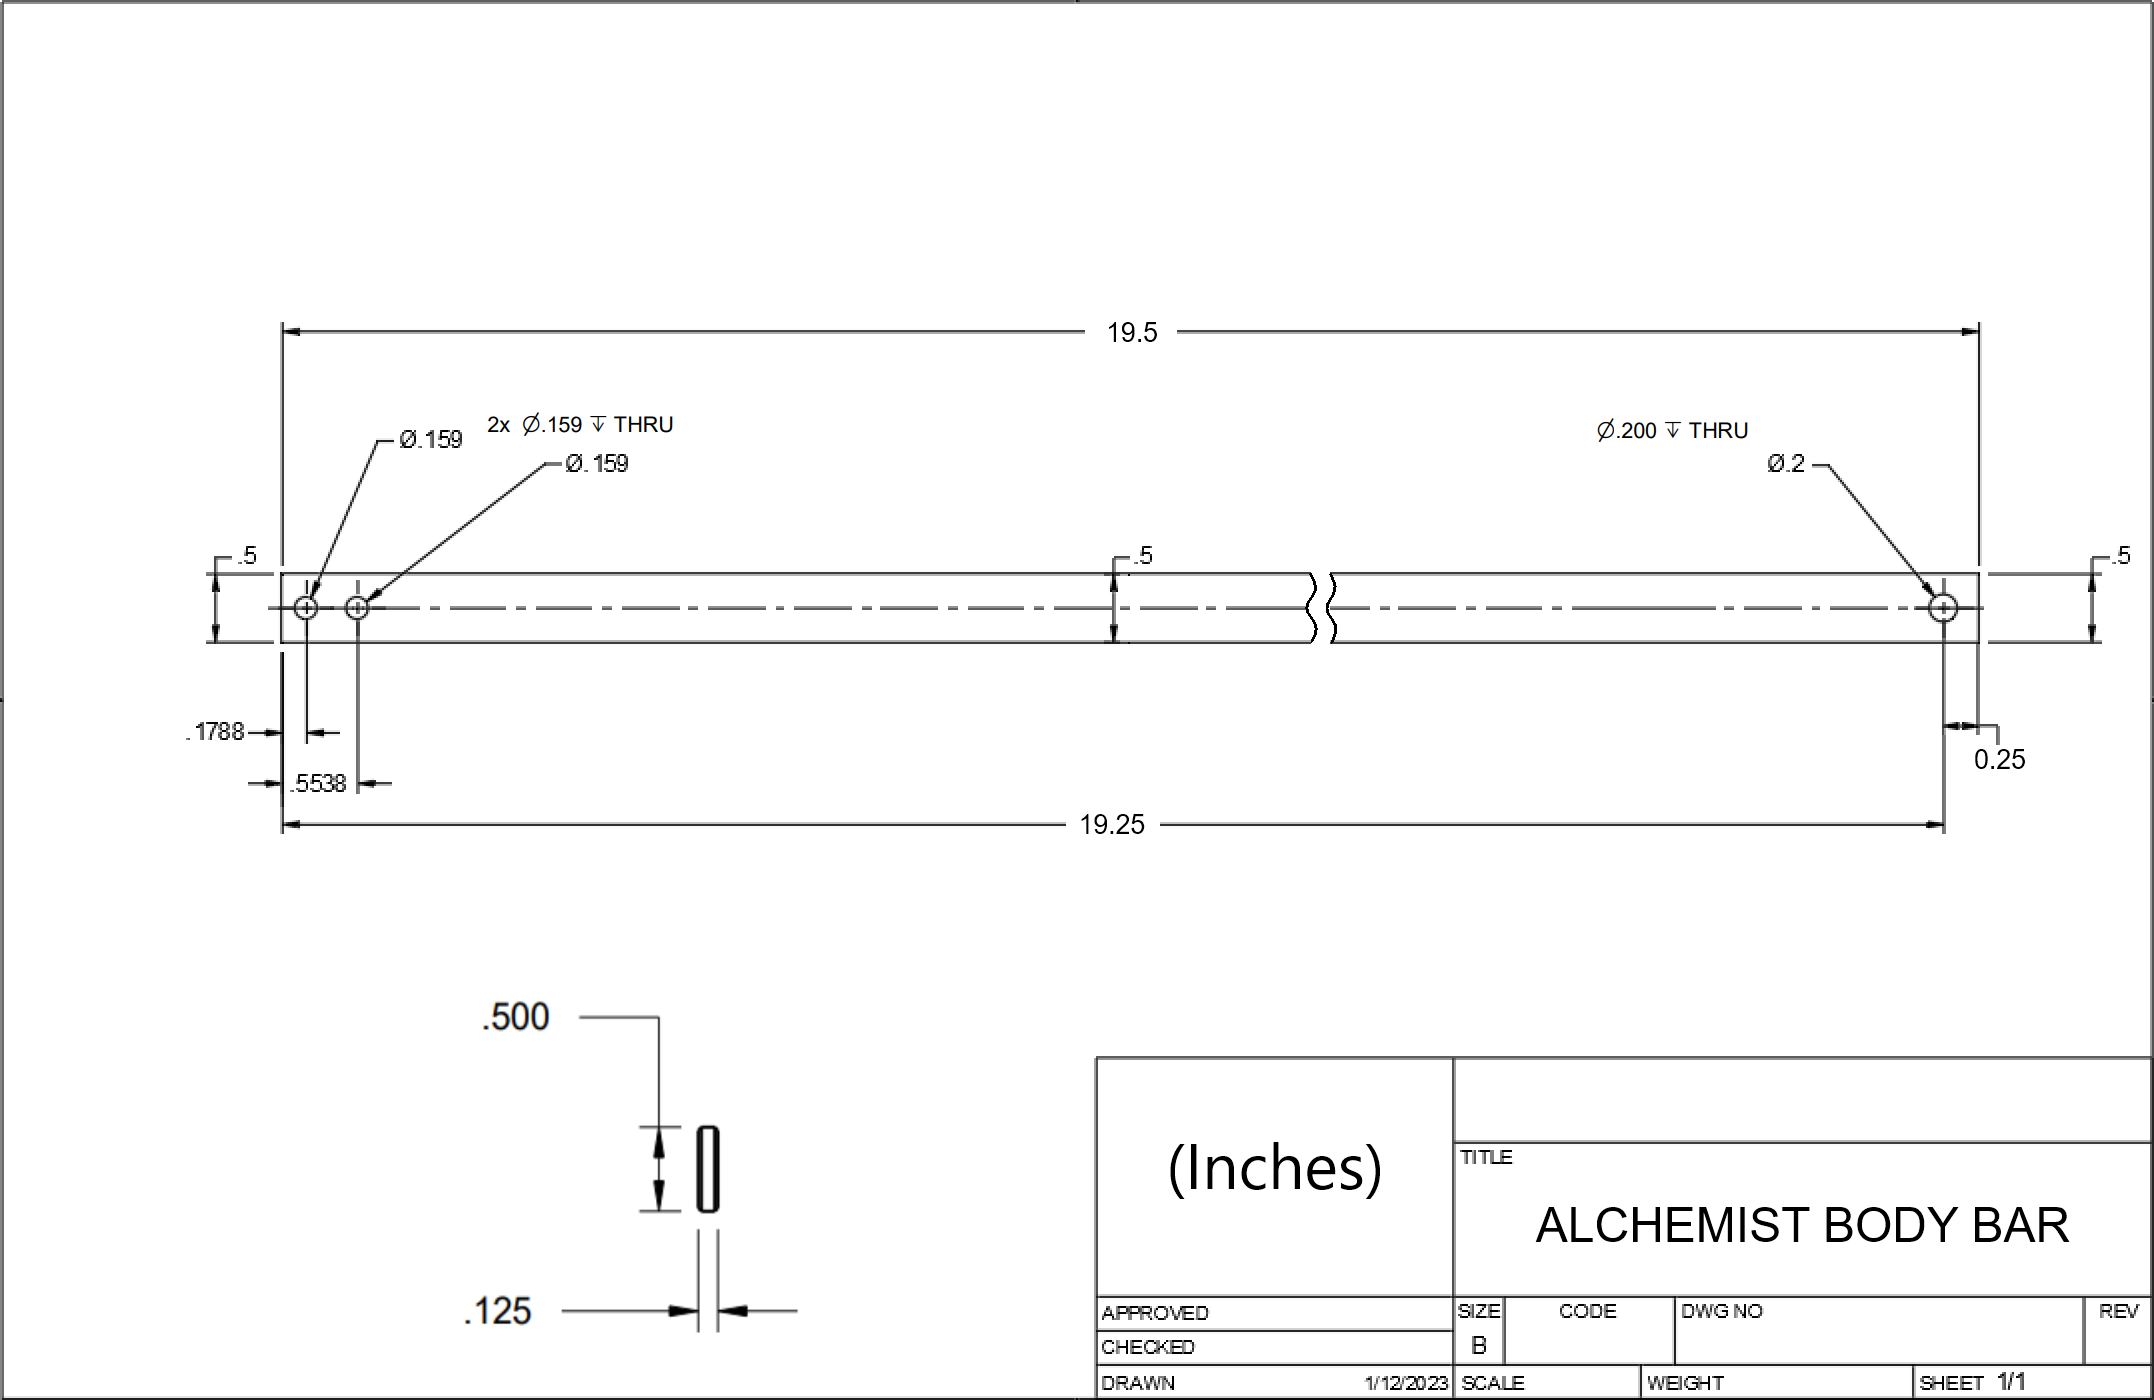 19.5
2x Ø.159 ↧ THRU
Ø.159
Ø.159
Ø.200 ↧ THRU
Ø.2
.5
.5
.5
.1788
.5538
0.25
19.25
.500
.125
(Inches)
TITLE
ALCHEMIST BODY BAR
APPROVED
CHECKED
DRAWN 1/12/2023
SIZE
B
CODE
DWG NO
REV
SCALE
WEIGHT
SHEET 1/1